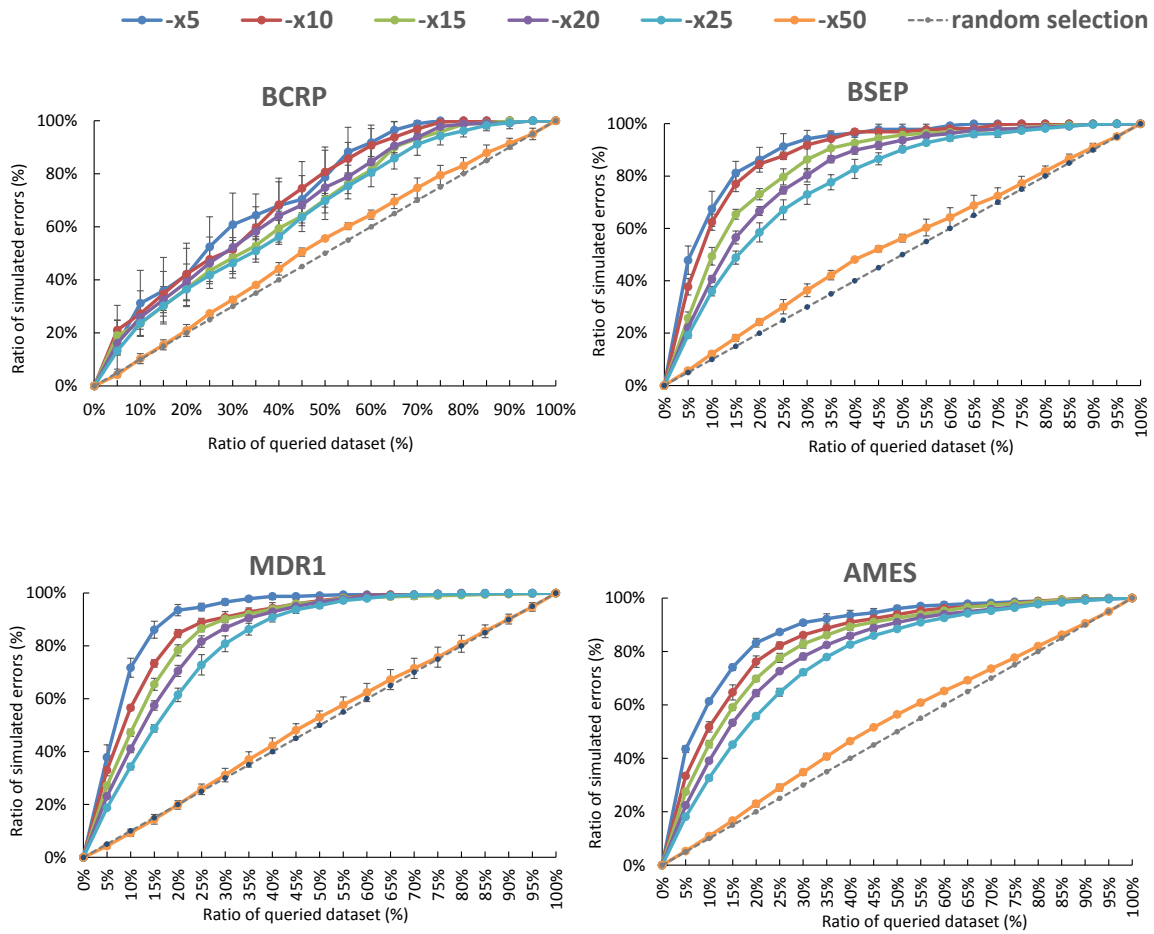 -x5 -x10 -x15 -x20 -x25 -x50 random selection
BCRP
Ratio of simulated errors (%)
100%
80%
60%
40%
20%
0%
0% 10% 20% 30% 40% 50% 60% 70% 80% 90% 100%
Ratio of queried dataset (%)
BSEP
Ratio of simulated errors (%)
100%
80%
60%
40%
20%
0%
0% 5% 10% 15% 20% 25% 30% 35% 40% 45% 50% 55% 60% 65% 70% 75% 80% 85% 90% 95% 100%
Ratio of queried dataset (%)
MDR1
Ratio of simulated errors (%)
100%
80%
60%
40%
20%
0%
0% 5% 10% 15% 20% 25% 30% 35% 40% 45% 50% 55% 60% 65% 70% 75% 80% 85% 90% 95% 100%
Ratio of queried dataset (%)
AMES
Ratio of simulated errors (%)
100%
80%
60%
40%
20%
0%
0% 5% 10% 15% 20% 25% 30% 35% 40% 45% 50% 55% 60% 65% 70% 75% 80% 85% 90% 95% 100%
Ratio of queried dataset (%)